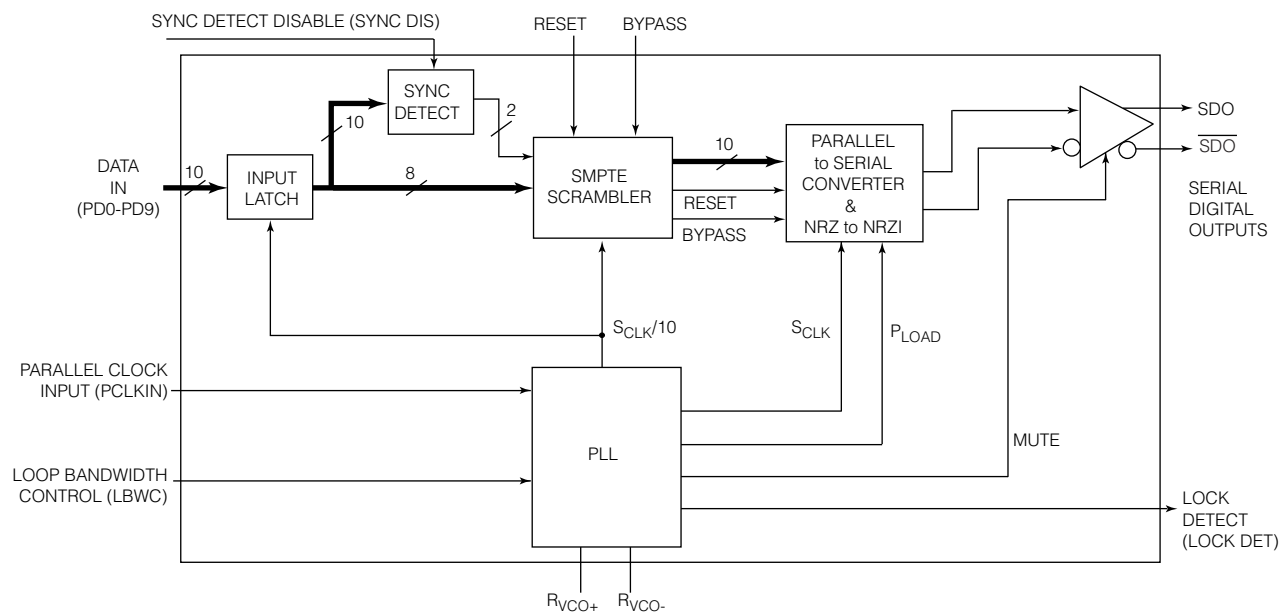 SYNC DETECT DISABLE (SYNC DIS)
RESET
BYPASS
SYNC
DETECT
10
2
DATA
IN
(PD0-PD9)
10
INPUT
LATCH
8
SMPTE
SCRAMBLER
10
RESET
BYPASS
PARALLEL
to SERIAL
CONVERTER
&
NRZ to NRZI
SDO
SDO
SERIAL
DIGITAL
OUTPUTS
SCLK/10
SCLK
PLOAD
PARALLEL CLOCK
INPUT (PCLKIN)
LOOP BANDWIDTH
CONTROL (LBWC)
PLL
MUTE
LOCK
DETECT
(LOCK DET)
RVCO+
RVCO-